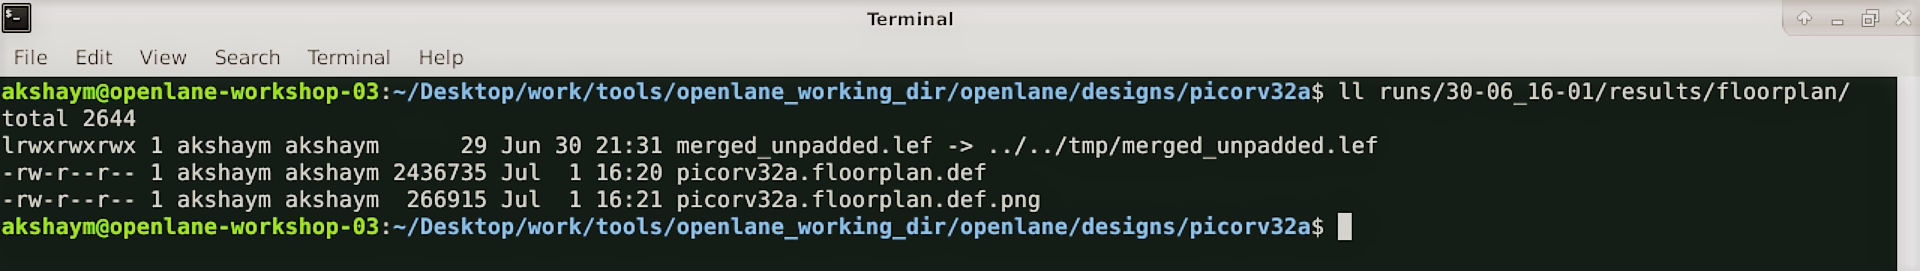 Terminal
File Edit View Search Terminal Help
akshaym@openlane-workshop-03:~/Desktop/work/tools/openlane_working_dir/openlane/designs/picorv32a$ ll runs/30-06_16-01/results/floorplan/
total 2644
lrwxrwxrwx 1 akshaym akshaym      29 Jun 30 21:31 merged_unpadded.lef -> ../../tmp/merged_unpadded.lef
-rw-r--r-- 1 akshaym akshaym 2436735 Jul  1 16:20 picorv32a.floorplan.def
-rw-r--r-- 1 akshaym akshaym  266915 Jul  1 16:21 picorv32a.floorplan.def.png
akshaym@openlane-workshop-03:~/Desktop/work/tools/openlane_working_dir/openlane/designs/picorv32a$